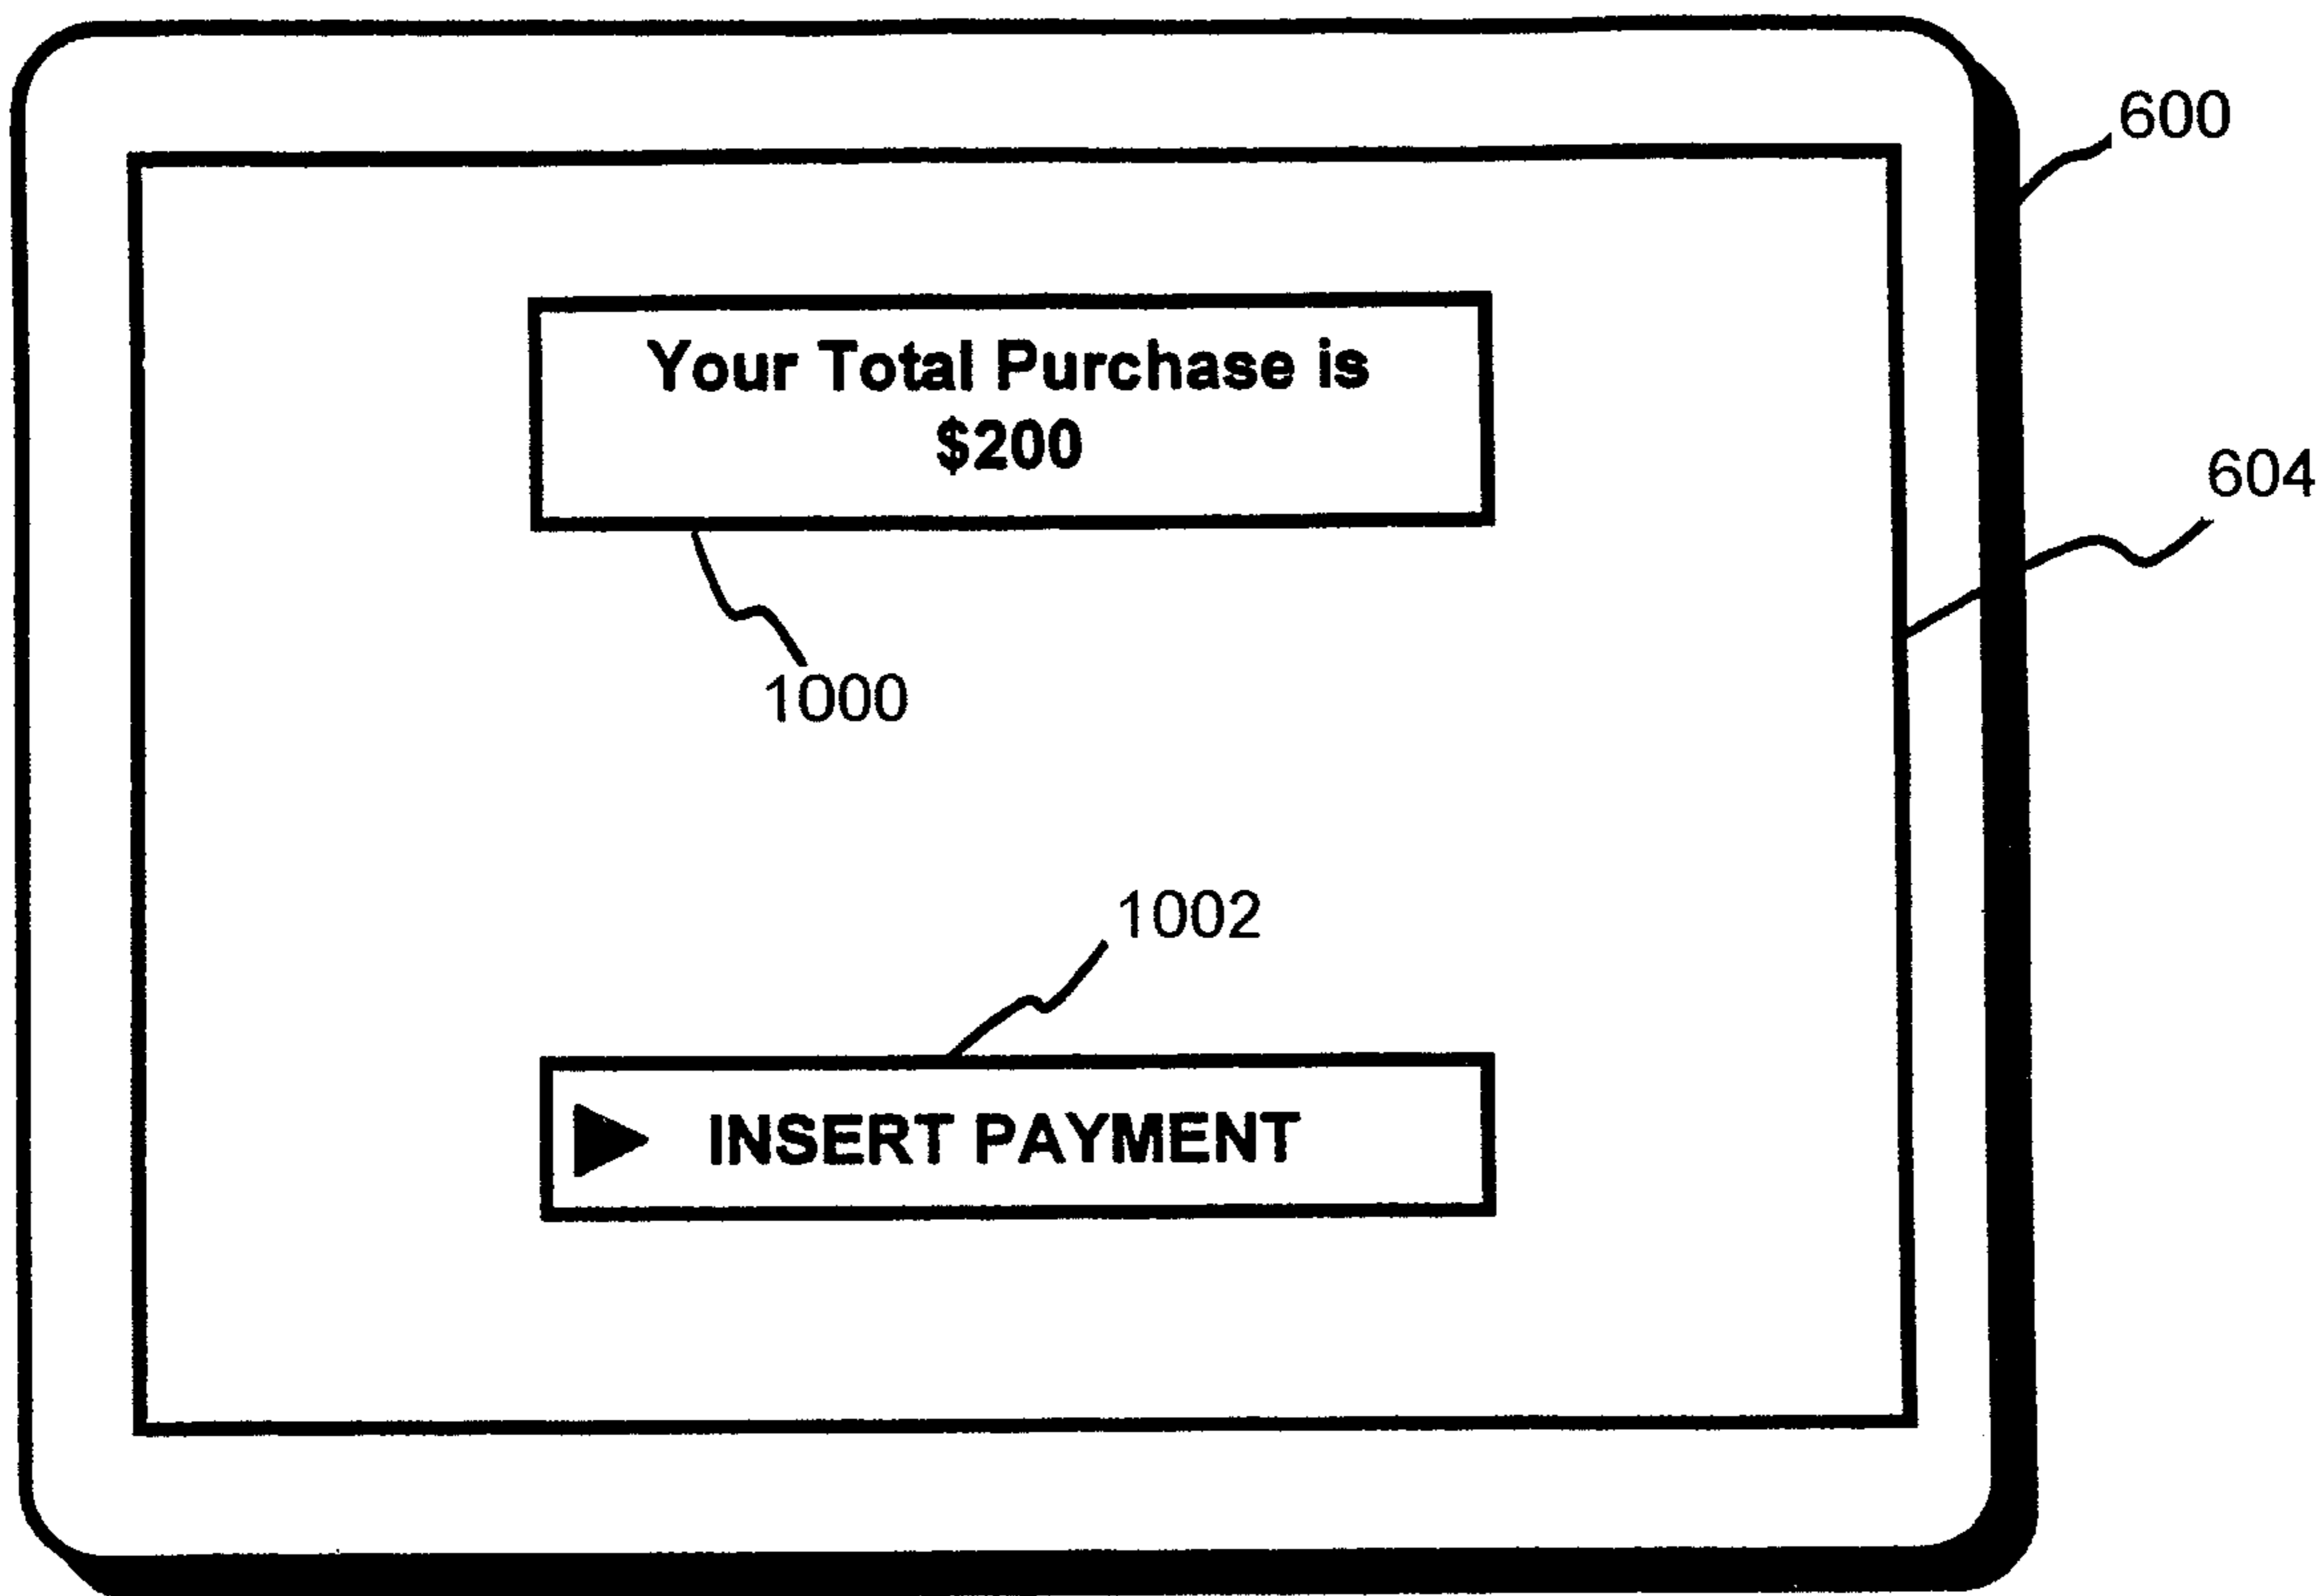 600
Your Total Purchase is
$200
604
1000
1002
INSERT PAYMENT